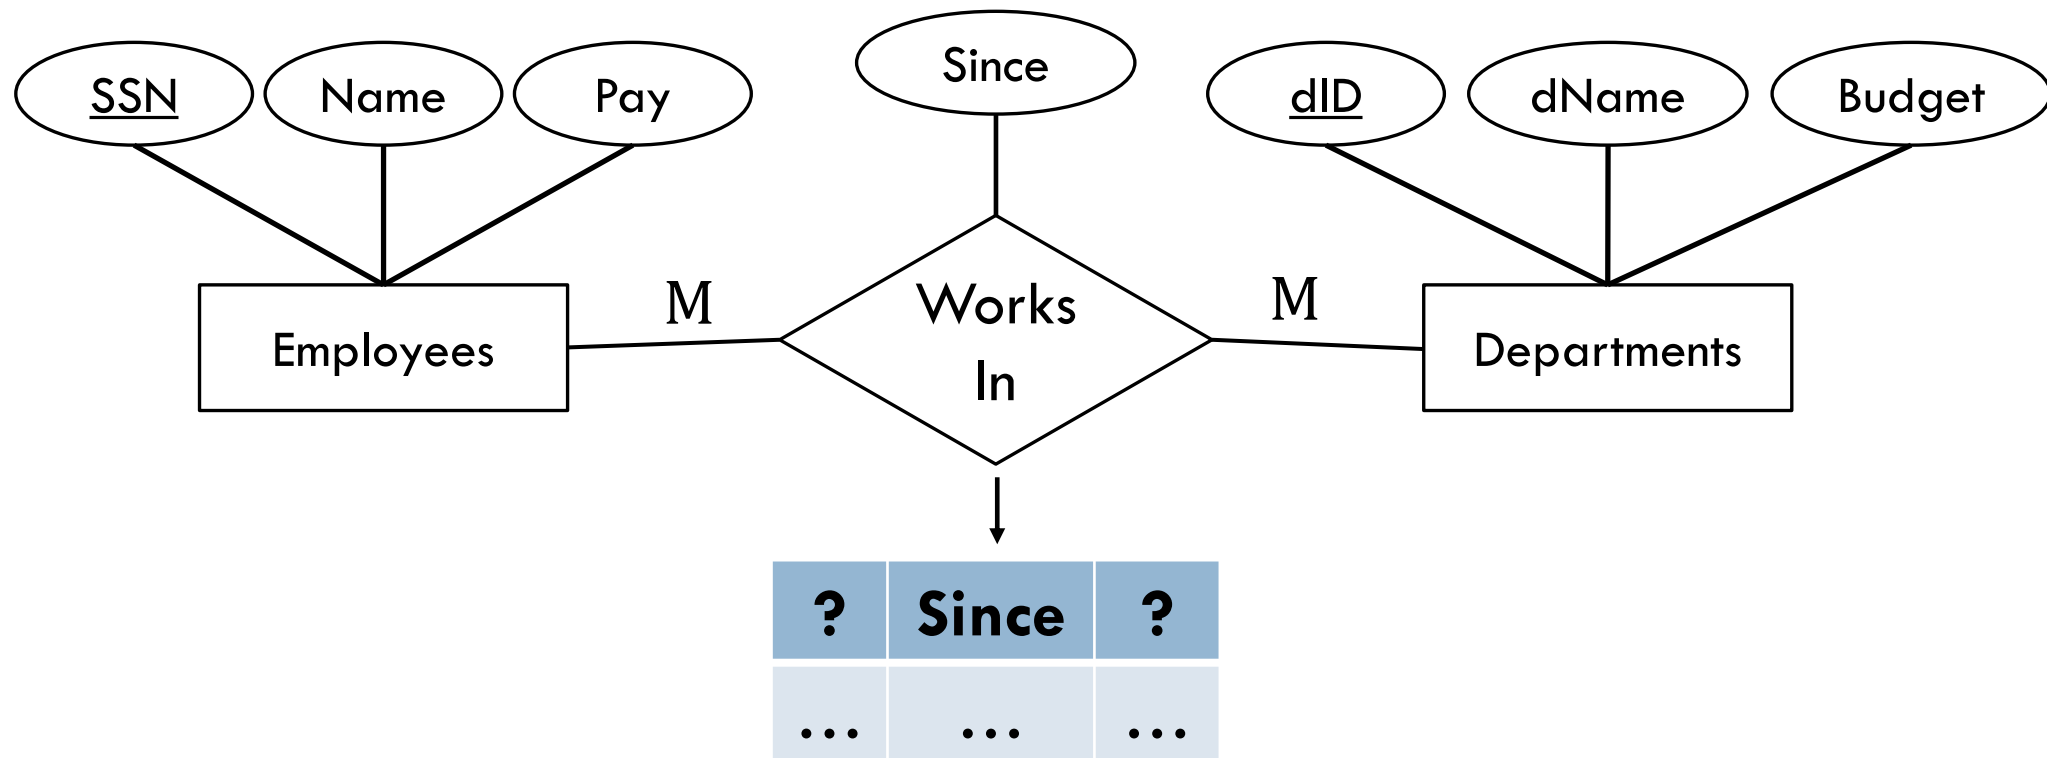 SSN
Name
Pay
Since
dID
dName
Budget
Employees
M
Works
In
M
Departments
? Since ?
... ... ...